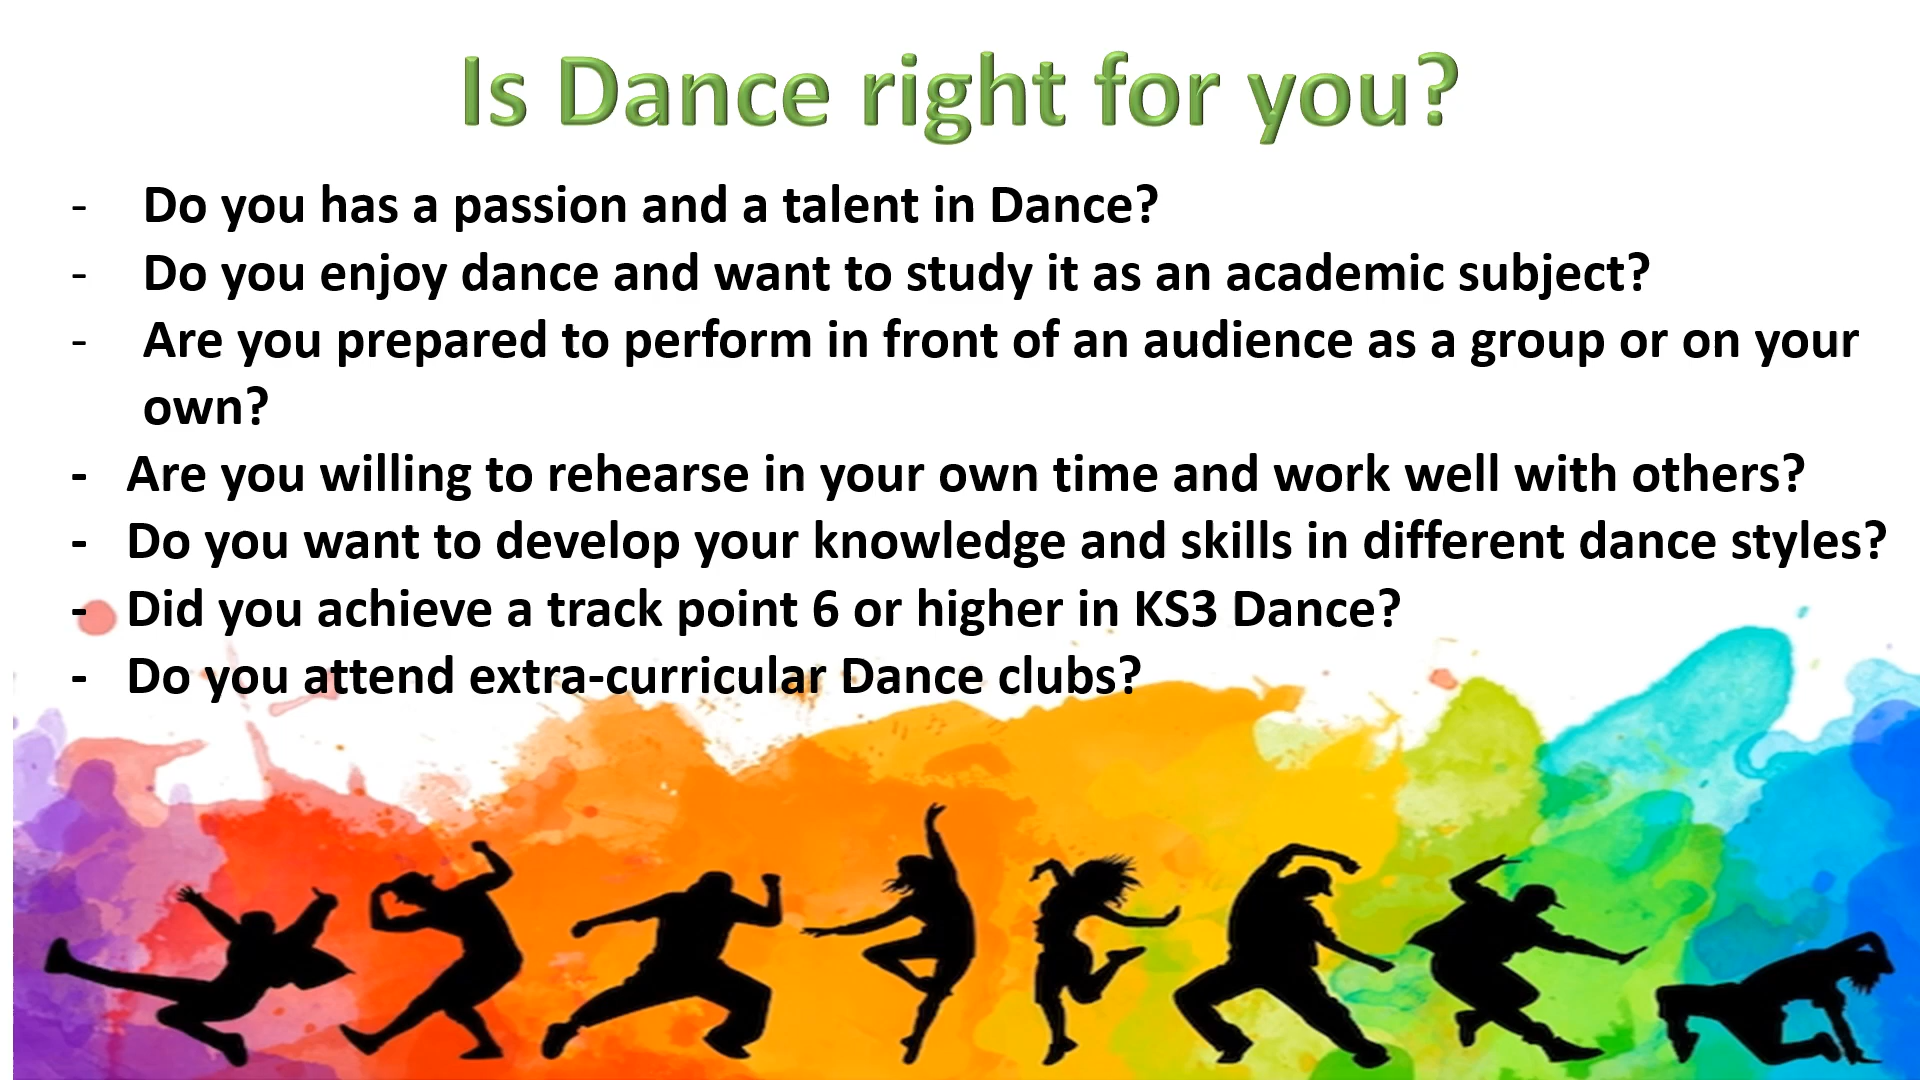 Is Dance right for you?
- Do you has a passion and a talent in Dance?
- Do you enjoy dance and want to study it as an academic subject?
- Are you prepared to perform in front of an audience as a group or on your
own?
- Are you willing to rehearse in your own time and work well with others?
- Do you want to develop your knowledge and skills in different dance styles?
- Did you achieve a track point 6 or higher in KS3 Dance?
- Do you attend extra-curricular Dance clubs?